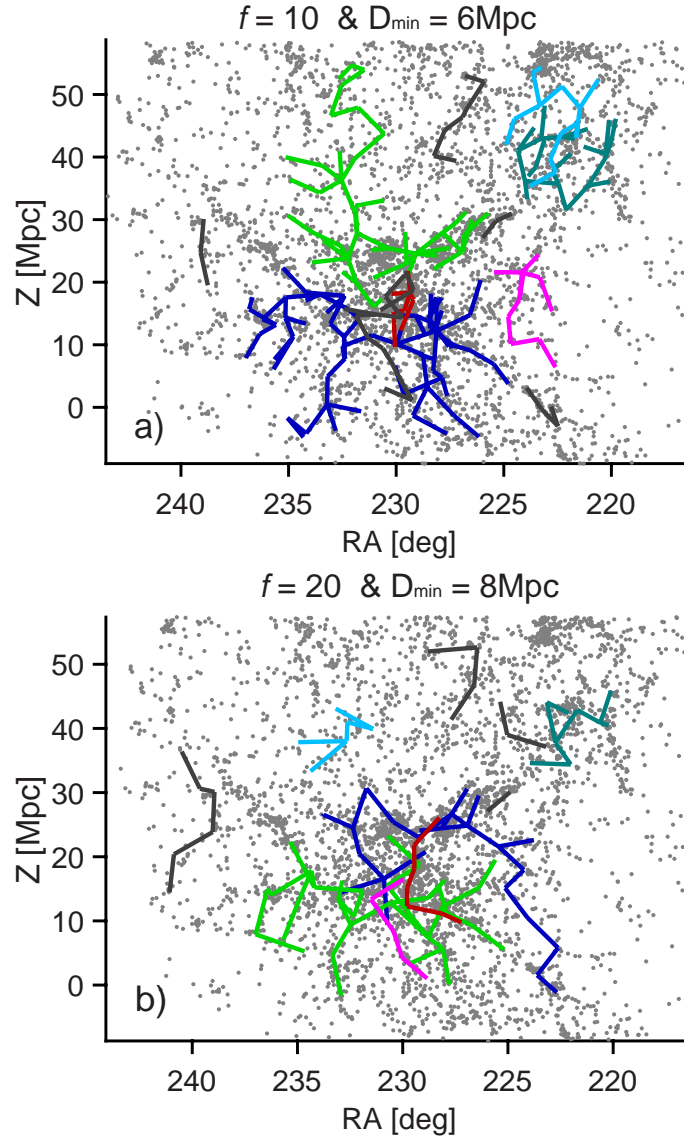 f = 10 & Dmin = 6Mpc
50
40
30
20
10
0
Z [Mpc]
a)
240 235 230 225 220
RA [deg]
f = 20 & Dmin = 8Mpc
50
40
30
20
10
0
Z [Mpc]
b)
240 235 230 225 220
RA [deg]